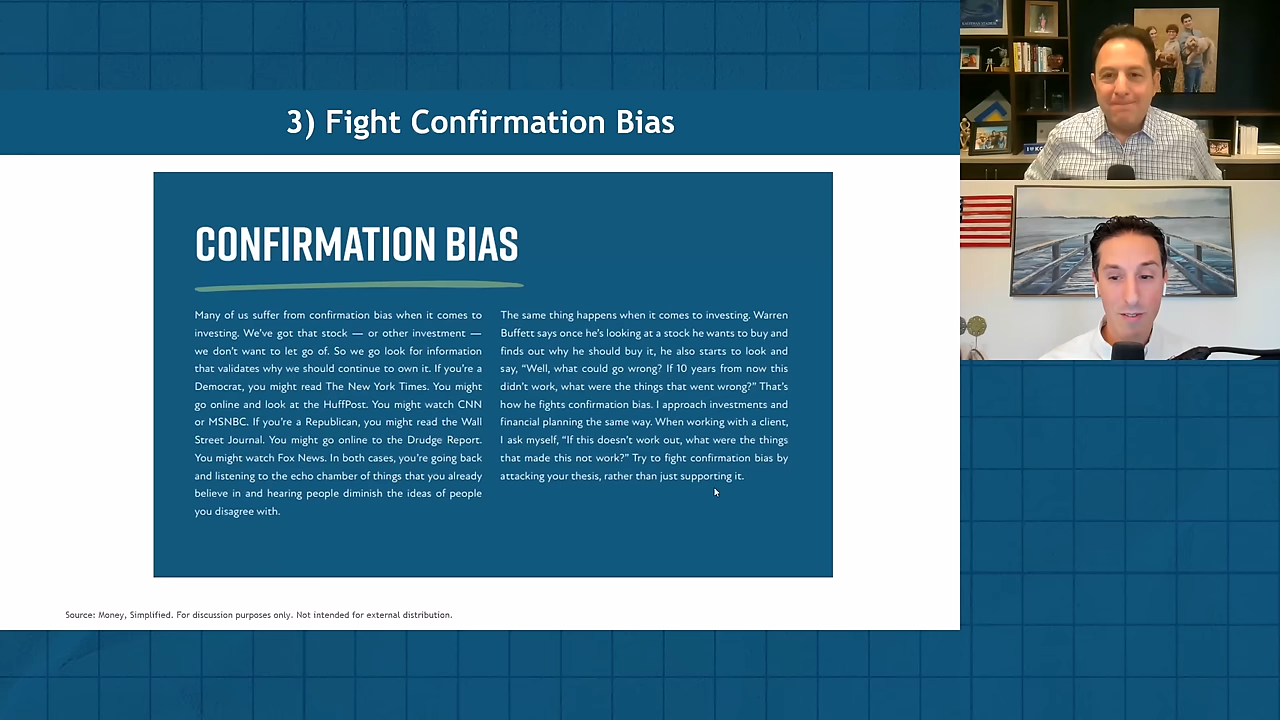 3) Fight Confirmation Bias
CONFIRMATION BIAS
Many of us suffer from confirmation bias when it comes to
investing. We've got that stock — or other investment —
we don't want to let go of. So we go look for information
that validates why we should continue to own it. If you're a
Democrat, you might read The New York Times. You might
go online and look at the HuffPost. You might watch CNN
or MSNBC. If you're a Republican, you might read the Wall
Street Journal. You might go online to the Drudge Report.
You might watch Fox News. In both cases, you're going back
and listening to the echo chamber of things that you already
believe in and hearing people diminish the ideas of people
you disagree with.
The same thing happens when it comes to investing. Warren
Buffett says once he's looking at a stock he wants to buy and
finds out why he should buy it, he also starts to look and
say, “Well, what could go wrong? If 10 years from now this
didn't work, what were the things that went wrong?” That's
how he fights confirmation bias. I approach investments and
financial planning the same way. When working with a client,
I ask myself, “If this doesn't work out, what were the things
that made this not work?” Try to fight confirmation bias by
attacking your thesis, rather than just supporting it.
Source: Money, Simplified. For discussion purposes only. Not intended for external distribution.